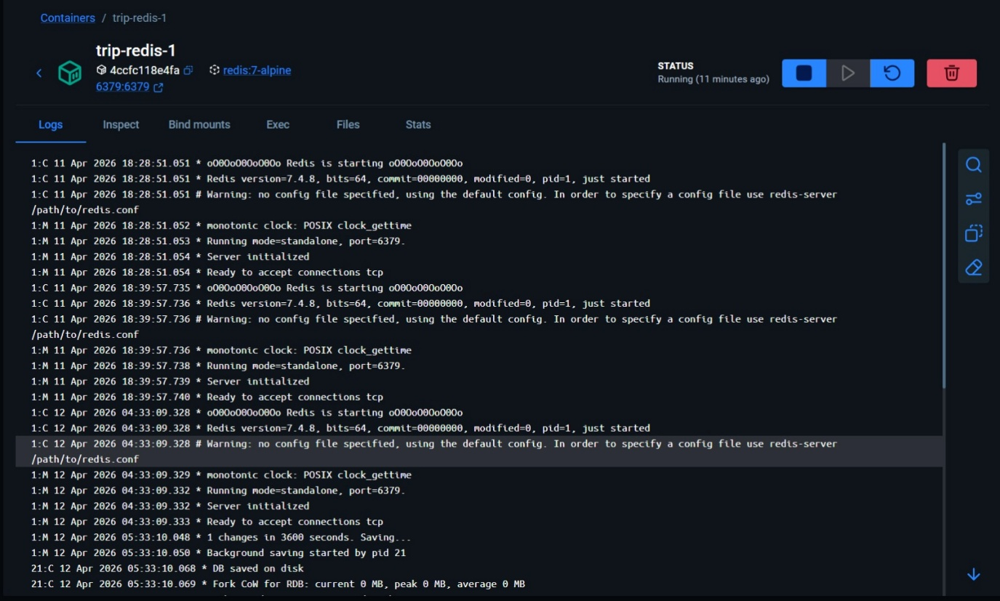 Containers / trip-redis-1
trip-redis-1
4ccfc118e4fa
redis:7-alpine
6379:6379
STATUS
Running (11 minutes ago)
Logs
Inspect
Bind mounts
Exec
Files
Stats
1:C 11 Apr 2026 18:28:51.051 * oO0OoO0OoO0Oo Redis is starting oO0OoO0OoO0Oo
1:C 11 Apr 2026 18:28:51.051 * Redis version=7.4.8, bits=64, commit=00000000, modified=0, pid=1, just started
1:C 11 Apr 2026 18:28:51.051 # Warning: no config file specified, using the default config. In order to specify a config file use redis-server
/path/to/redis.conf
1:M 11 Apr 2026 18:28:51.052 * monotonic clock: POSIX clock_gettime
1:M 11 Apr 2026 18:28:51.053 * Running mode=standalone, port=6379.
1:M 11 Apr 2026 18:28:51.054 * Server initialized
1:M 11 Apr 2026 18:28:51.054 * Ready to accept connections tcp
1:C 11 Apr 2026 18:39:57.735 * oO0OoO0OoO0Oo Redis is starting oO0OoO0OoO0Oo
1:C 11 Apr 2026 18:39:57.736 * Redis version=7.4.8, bits=64, commit=00000000, modified=0, pid=1, just started
1:C 11 Apr 2026 18:39:57.736 # Warning: no config file specified, using the default config. In order to specify a config file use redis-server
/path/to/redis.conf
1:M 11 Apr 2026 18:39:57.736 * monotonic clock: POSIX clock_gettime
1:M 11 Apr 2026 18:39:57.738 * Running mode=standalone, port=6379.
1:M 11 Apr 2026 18:39:57.739 * Server initialized
1:M 11 Apr 2026 18:39:57.740 * Ready to accept connections tcp
1:C 12 Apr 2026 04:33:09.328 * oO0OoO0OoO0Oo Redis is starting oO0OoO0OoO0Oo
1:C 12 Apr 2026 04:33:09.328 * Redis version=7.4.8, bits=64, commit=00000000, modified=0, pid=1, just started
1:C 12 Apr 2026 04:33:09.328 # Warning: no config file specified, using the default config. In order to specify a config file use redis-server
/path/to/redis.conf
1:M 12 Apr 2026 04:33:09.329 * monotonic clock: POSIX clock_gettime
1:M 12 Apr 2026 04:33:09.332 * Running mode=standalone, port=6379.
1:M 12 Apr 2026 04:33:09.332 * Server initialized
1:M 12 Apr 2026 04:33:09.333 * Ready to accept connections tcp
1:M 12 Apr 2026 05:33:10.048 * 1 changes in 3600 seconds. Saving...
1:M 12 Apr 2026 05:33:10.050 * Background saving started by pid 21
21:C 12 Apr 2026 05:33:10.068 * DB saved on disk
21:C 12 Apr 2026 05:33:10.069 * Fork CoW for RDB: current 0 MB, peak 0 MB, average 0 MB